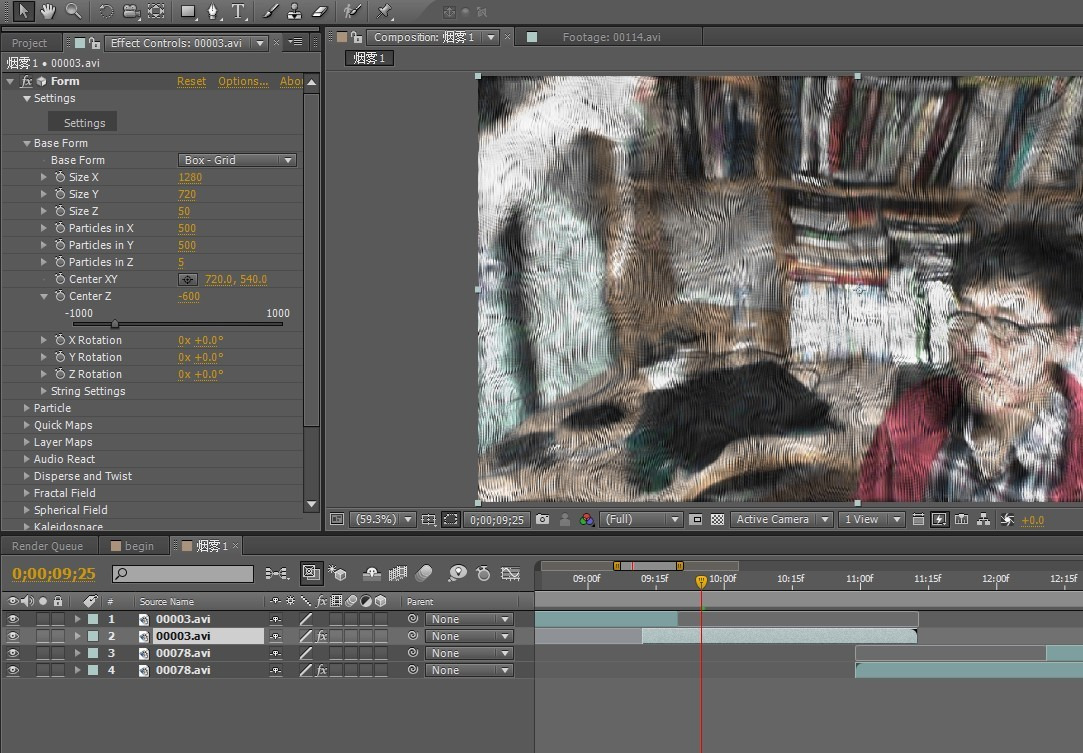 Project
Effect Controls: 00003.avi
Composition: 烟雾 1
Footage: 00114.avi
烟雾 1 • 00003.avi
烟雾 1
fx Form Reset Options... Abou
Settings
Settings
Base Form
Base Form Box - Grid
Size X 1280
Size Y 720
Size Z 50
Particles in X 500
Particles in Y 500
Particles in Z 5
Center XY 720.0, 540.0
Center Z -600
-1000 1000
X Rotation 0x +0.0°
Y Rotation 0x +0.0°
Z Rotation 0x +0.0°
String Settings
Particle
Quick Maps
Layer Maps
Audio React
Disperse and Twist
Fractal Field
Spherical Field
Kaleidospace
(59.3%) 0;00;09;25 (Full) Active Camera 1 View +0.0
Render Queue begin 烟雾 1
0;00;09;25
09:00f 09:15f 10:00f 10:15f 11:00f 11:15f 12:00f 12:15f
# Source Name fx Parent
1 00003.avi None
2 00003.avi fx None
3 00078.avi None
4 00078.avi fx None